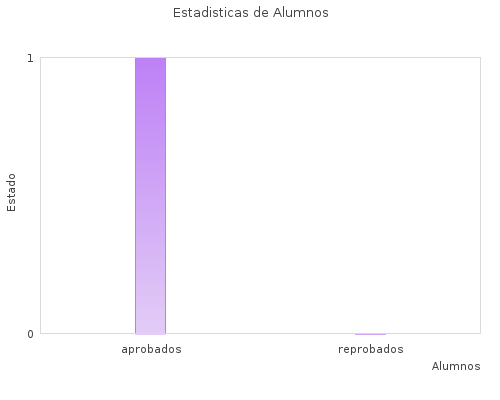 Estadisticas de Alumnos
1
Estado
0
aprobados
reprobados
Alumnos